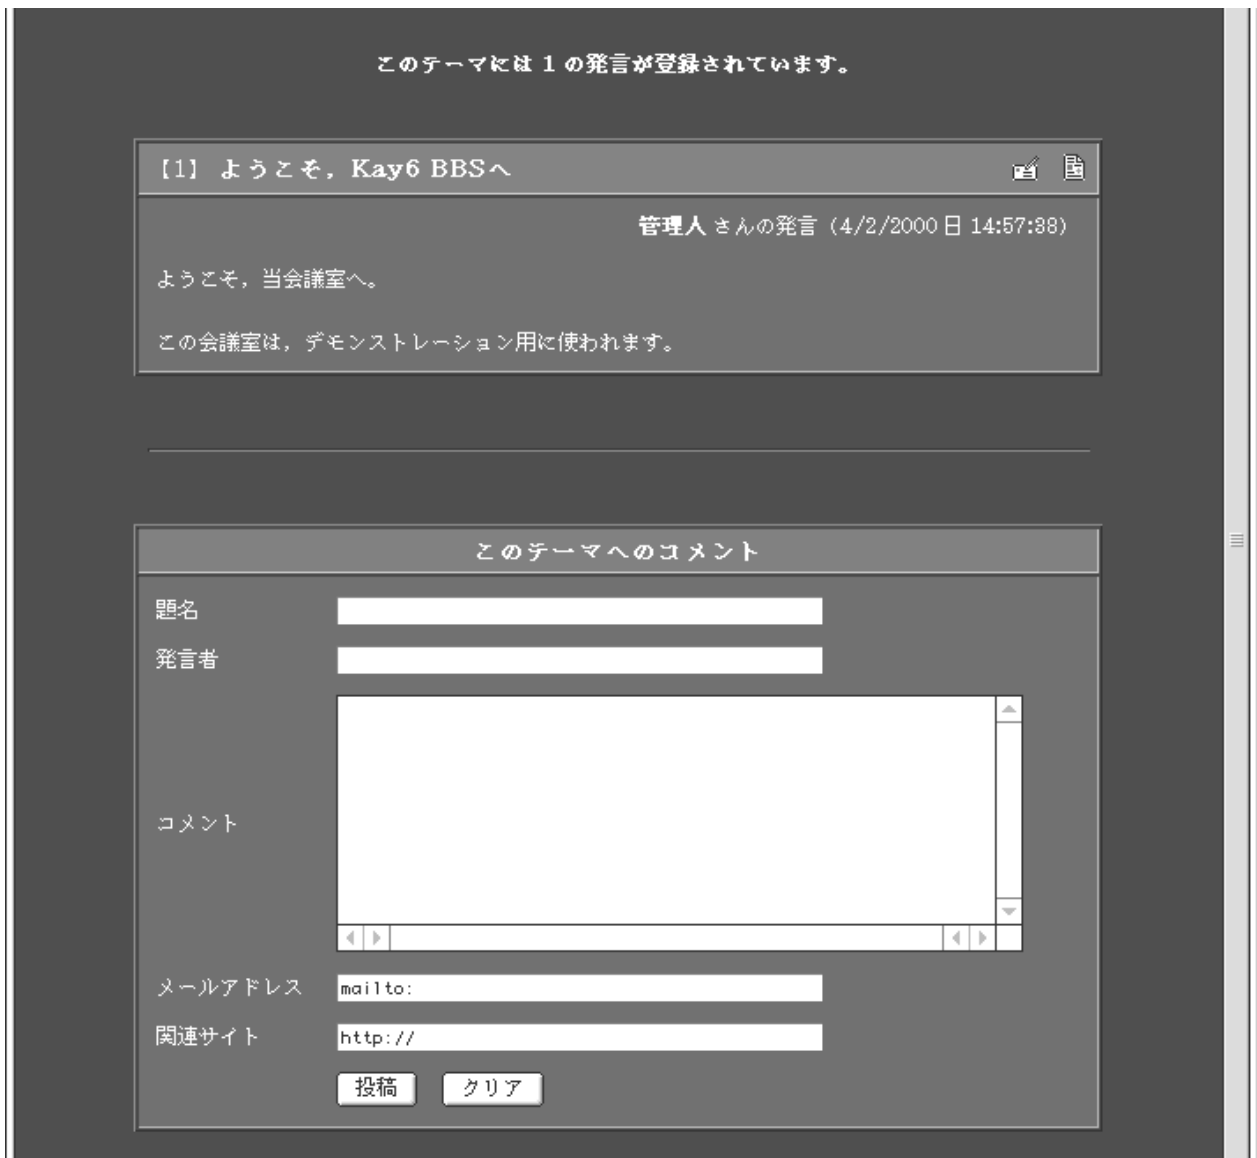 このテーマには 1 の発言が登録されています。
【1】 ようこそ，Kay6 BBSへ
管理人 さんの発言（4/2/2000 日 14:57:38）
ようこそ，当会議室へ。
この会議室は，デモンストレーション用に使われます。
このテーマへのコメント
題名
発言者
コメント
メールアドレス mailto:
関連サイト http://
投稿 クリア